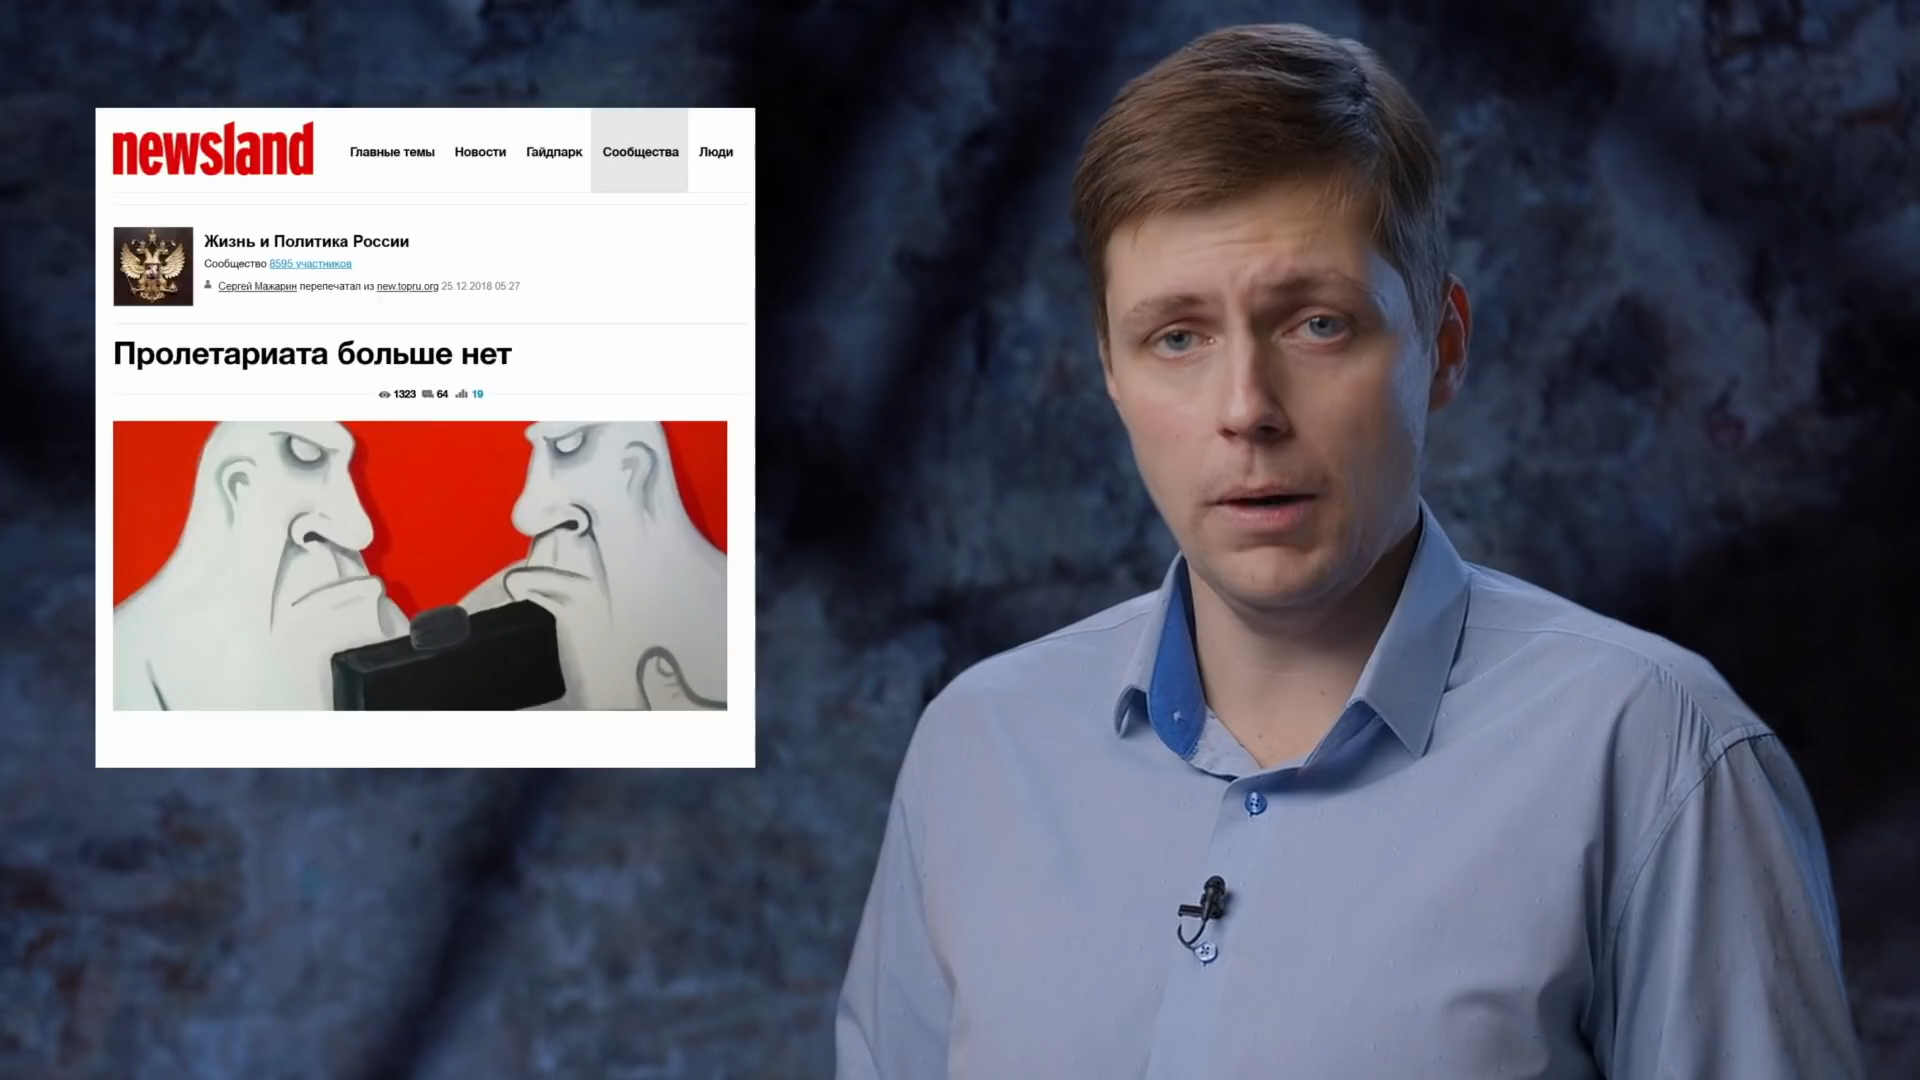 newsland
Главные темы Новости Гайдпарк Сообщества Люди
Жизнь и Политика России
Сообщество 8595 участников
Сергей Мажарин перепечатал из new.topru.org 25.12.2018 05:27
Пролетариата больше нет
1323 64 19